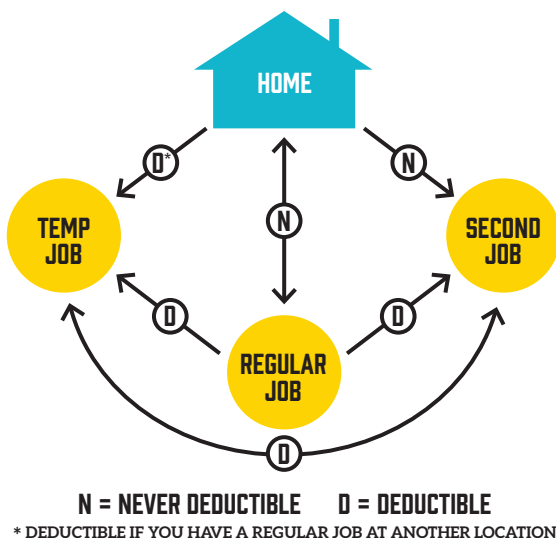 HOME
D*
N
N
TEMP
JOB
SECOND
JOB
D
D
REGULAR
JOB
D
N = NEVER DEDUCTIBLE D = DEDUCTIBLE
* DEDUCTIBLE IF YOU HAVE A REGULAR JOB AT ANOTHER LOCATION